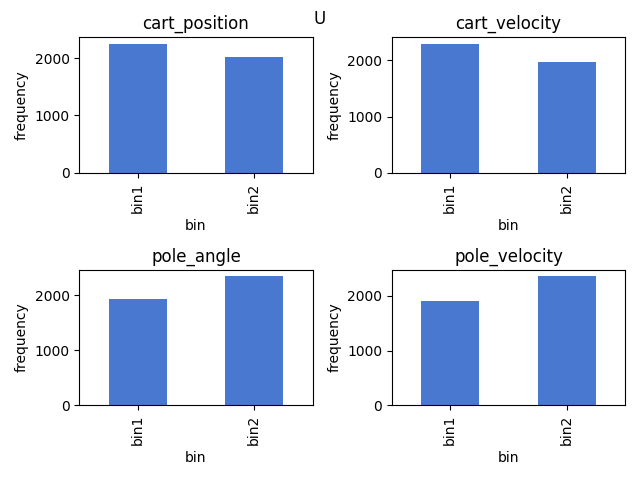 U
cart_position
frequency
2000
1000
0
bin1
bin2
bin
cart_velocity
frequency
2000
1000
0
bin1
bin2
bin
pole_angle
frequency
2000
1000
0
bin1
bin2
bin
pole_velocity
frequency
2000
1000
0
bin1
bin2
bin